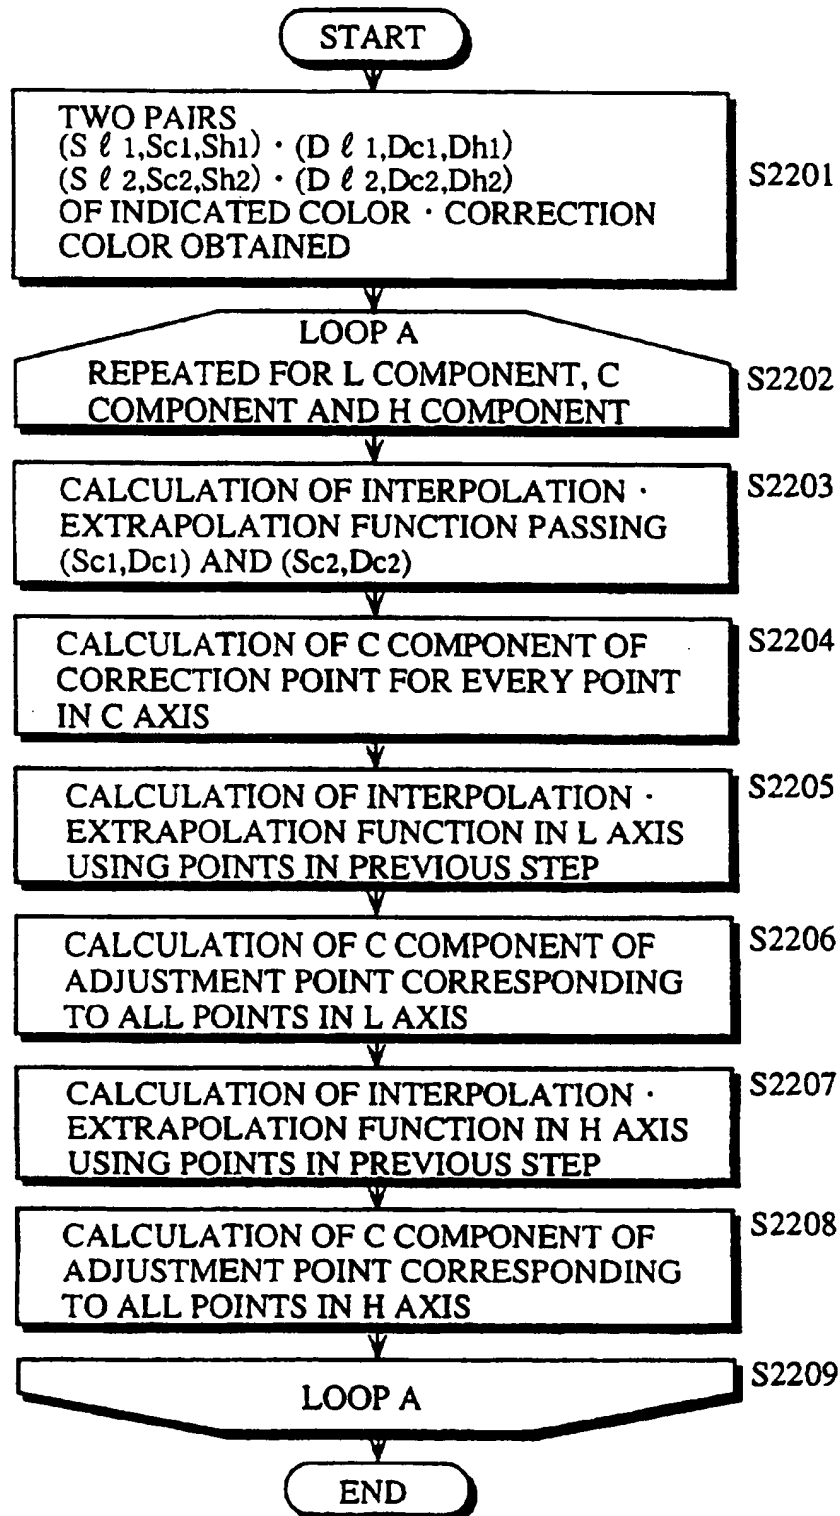 START
TWO PAIRS
(S ℓ 1,Sc1,Sh1) · (D ℓ 1,Dc1,Dh1)
(S ℓ 2,Sc2,Sh2) · (D ℓ 2,Dc2,Dh2)
OF INDICATED COLOR · CORRECTION
COLOR OBTAINED
S2201
LOOP A
REPEATED FOR L COMPONENT, C
COMPONENT AND H COMPONENT
S2202
CALCULATION OF INTERPOLATION ·
EXTRAPOLATION FUNCTION PASSING
(Sc1,Dc1) AND (Sc2,Dc2)
S2203
CALCULATION OF C COMPONENT OF
CORRECTION POINT FOR EVERY POINT
IN C AXIS
S2204
CALCULATION OF INTERPOLATION ·
EXTRAPOLATION FUNCTION IN L AXIS
USING POINTS IN PREVIOUS STEP
S2205
CALCULATION OF C COMPONENT OF
ADJUSTMENT POINT CORRESPONDING
TO ALL POINTS IN L AXIS
S2206
CALCULATION OF INTERPOLATION ·
EXTRAPOLATION FUNCTION IN H AXIS
USING POINTS IN PREVIOUS STEP
S2207
CALCULATION OF C COMPONENT OF
ADJUSTMENT POINT CORRESPONDING
TO ALL POINTS IN H AXIS
S2208
LOOP A
S2209
END